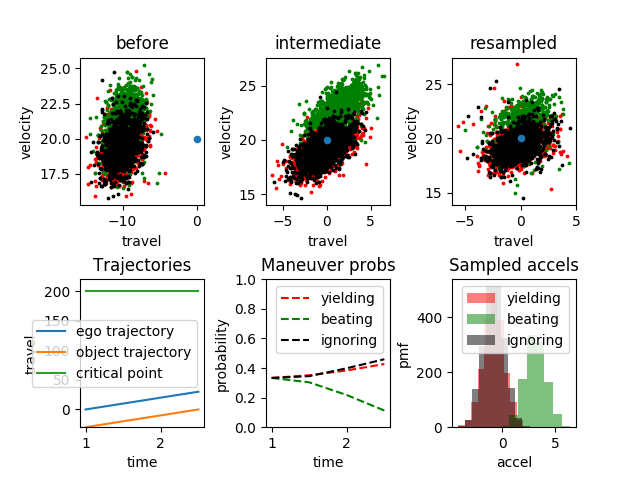 before
25.0
22.5
20.0
17.5
velocity
−10
0
travel
intermediate
25
20
15
velocity
−5
0
5
travel
resampled
25
20
15
velocity
−5
0
5
travel
Trajectories
200
150
100
50
0
travel
ego trajectory
object trajectory
critical point
1
2
time
Maneuver probs
1.0
0.8
0.6
0.4
0.2
0.0
probability
yielding
beating
ignoring
1
2
time
Sampled accels
400
200
0
pmf
yielding
beating
ignoring
0
5
accel